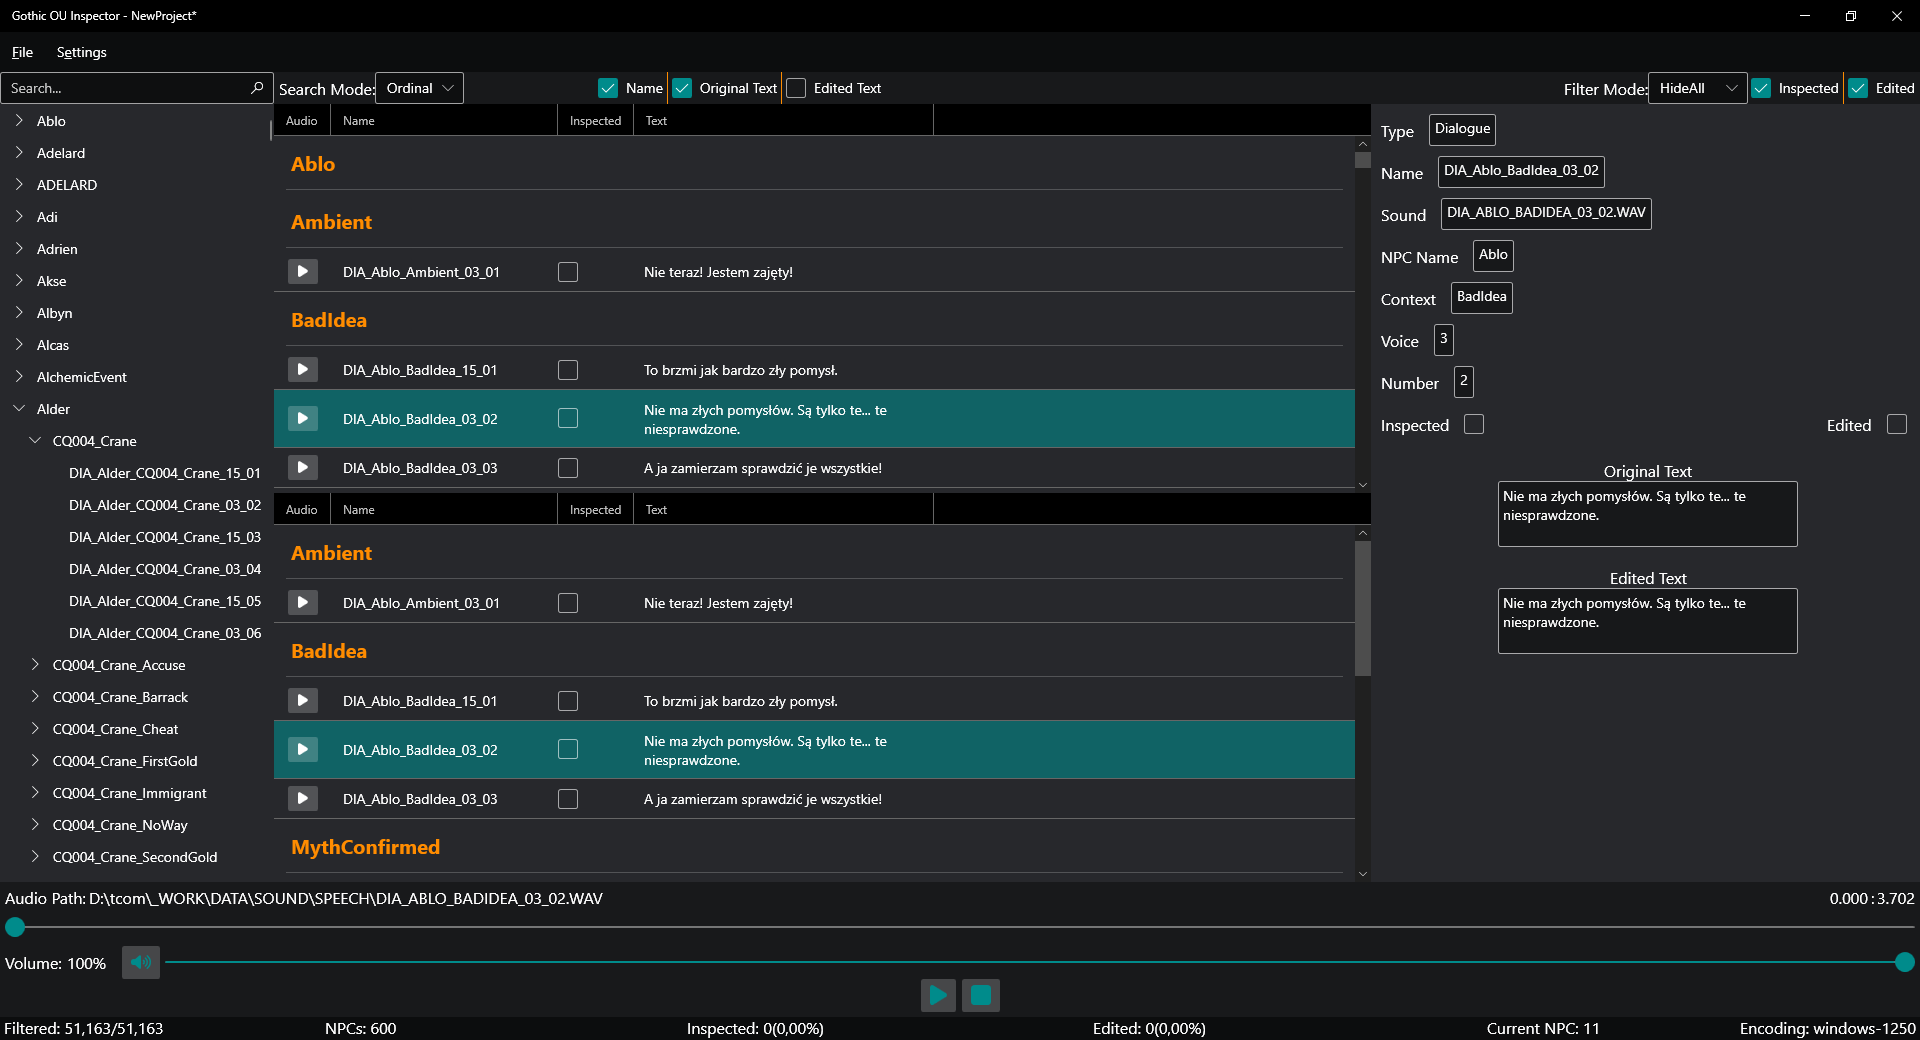 Gothic OU Inspector - NewProject*
File Settings
Search...
Search Mode: Ordinal
Name Original Text Edited Text
Filter Mode: HideAll Inspected Edited
Ablo
Adelard
ADELARD
Adi
Adrien
Akse
Albyn
Alcas
AlchemicEvent
Alder
CQ004_Crane
DIA_Alder_CQ004_Crane_15_01
DIA_Alder_CQ004_Crane_03_02
DIA_Alder_CQ004_Crane_15_03
DIA_Alder_CQ004_Crane_03_04
DIA_Alder_CQ004_Crane_15_05
DIA_Alder_CQ004_Crane_03_06
CQ004_Crane_Accuse
CQ004_Crane_Barrack
CQ004_Crane_Cheat
CQ004_Crane_FirstGold
CQ004_Crane_Immigrant
CQ004_Crane_NoWay
CQ004_Crane_SecondGold
Audio Name Inspected Text
Ablo
Ambient
DIA_Ablo_Ambient_03_01 Nie teraz! Jestem zajęty!
BadIdea
DIA_Ablo_BadIdea_15_01 To brzmi jak bardzo zły pomysł.
DIA_Ablo_BadIdea_03_02 Nie ma złych pomysłów. Są tylko te... te
niesprawdzone.
DIA_Ablo_BadIdea_03_03 A ja zamierzam sprawdzić je wszystkie!
Audio Name Inspected Text
Ambient
DIA_Ablo_Ambient_03_01 Nie teraz! Jestem zajęty!
BadIdea
DIA_Ablo_BadIdea_15_01 To brzmi jak bardzo zły pomysł.
DIA_Ablo_BadIdea_03_02 Nie ma złych pomysłów. Są tylko te... te
niesprawdzone.
DIA_Ablo_BadIdea_03_03 A ja zamierzam sprawdzić je wszystkie!
MythConfirmed
Type Dialogue
Name DIA_Ablo_BadIdea_03_02
Sound DIA_ABLO_BADIDEA_03_02.WAV
NPC Name Ablo
Context BadIdea
Voice 3
Number 2
Inspected Edited
Original Text
Nie ma złych pomysłów. Są tylko te... te
niesprawdzone.
Edited Text
Nie ma złych pomysłów. Są tylko te... te
niesprawdzone.
Audio Path: D:\tcom\_WORK\DATA\SOUND\SPEECH\DIA_ABLO_BADIDEA_03_02.WAV 0.000 : 3.702
Volume: 100%
Filtered: 51,163/51,163 NPCs: 600 Inspected: 0(0,00%) Edited: 0(0,00%) Current NPC: 11 Encoding: windows-1250